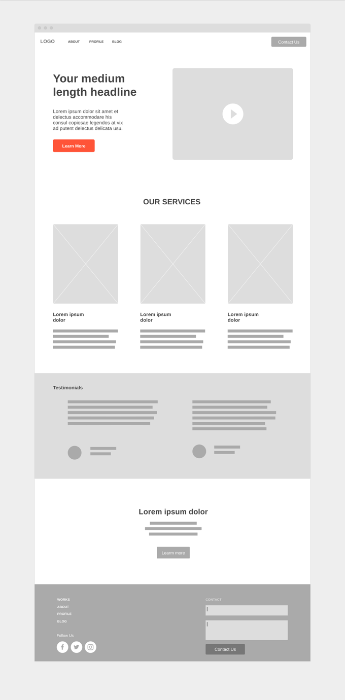 LOGO ABOUT PROFILE BLOG Contact Us
Your medium
length headline
Lorem ipsum dolor sit amet et
delectus accommodare his
consul copiosae legendos at vix
ad putent delectus delicata usu.
Learn More
OUR SERVICES
Lorem ipsum
dolor
Lorem ipsum
dolor
Lorem ipsum
dolor
Testimonials
Lorem ipsum dolor
Learn more
WORKS
ABOUT
PROFILE
BLOG
Follow Us
CONTACT
Contact Us